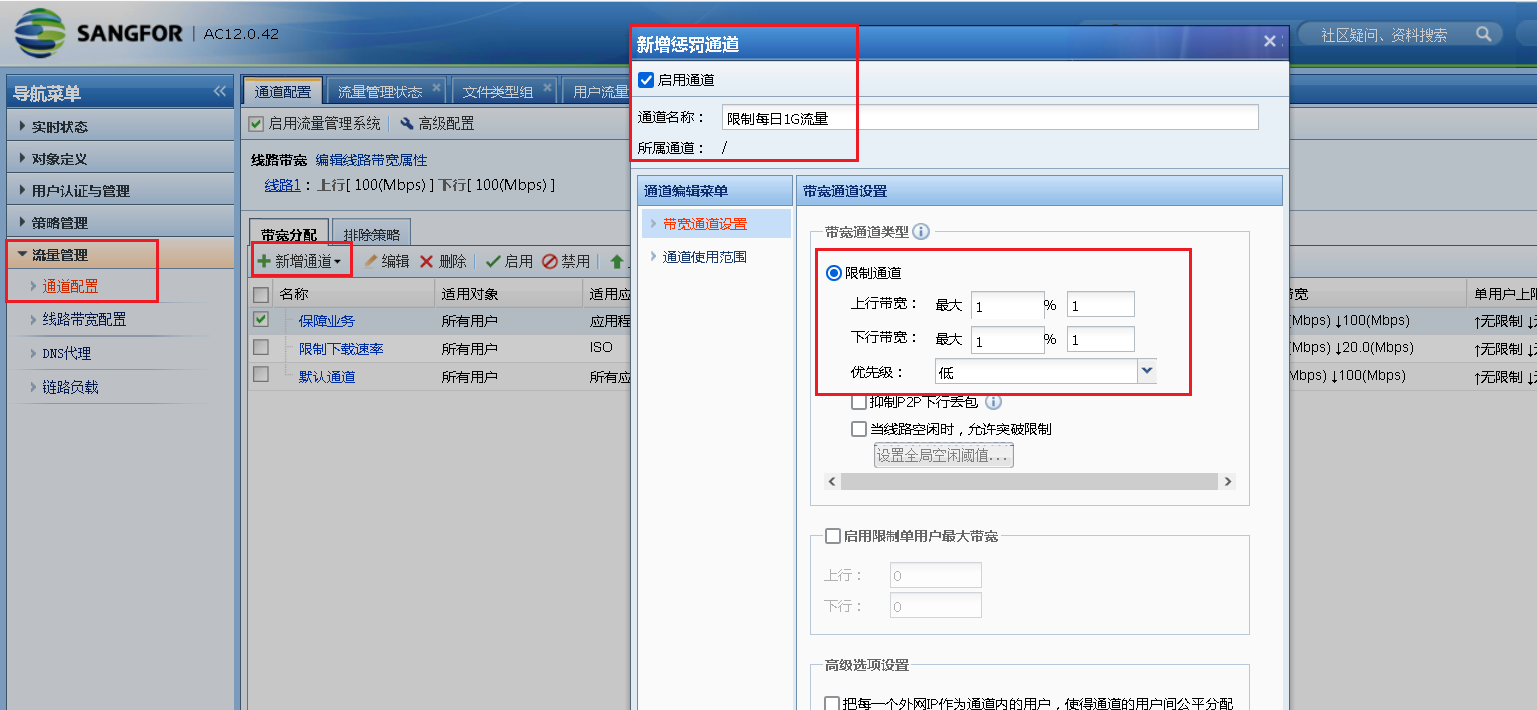 SANGFOR | AC12.0.42
社区疑问、资料搜索
导航菜单
实时状态
对象定义
用户认证与管理
策略管理
流量管理
通道配置
线路带宽配置
DNS代理
链路负载
通道配置 流量管理状态 文件类型组 用户流量
启用流量管理系统 高级配置
线路带宽 编辑线路带宽属性
线路1：上行[ 100(Mbps) ] 下行[ 100(Mbps) ]
带宽分配 排除策略
新增通道 编辑 删除 启用 禁用
名称 适用对象 适用应
保障业务 所有用户 应用程
限制下载速率 所有用户 ISO
默认通道 所有用户 所有应
宽 单用户上限
(Mbps) ↓100(Mbps) ↑无限制 ↓
Mbps) ↓20.0(Mbps) ↑无限制 ↓
Mbps) ↓100(Mbps) ↑无限制 ↓
新增惩罚通道
启用通道
通道名称： 限制每日1G流量
所属通道： /
通道编辑菜单
带宽通道设置
通道使用范围
带宽通道设置
带宽通道类型
限制通道
上行带宽： 最大 1 % 1
下行带宽： 最大 1 % 1
优先级： 低
抑制P2P下行丢包
当线路空闲时，允许突破限制
设置全局空闲阈值...
启用限制单用户最大带宽
上行： 0
下行： 0
高级选项设置
把每一个外网IP作为通道内的用户，使得通道的用户间公平分配